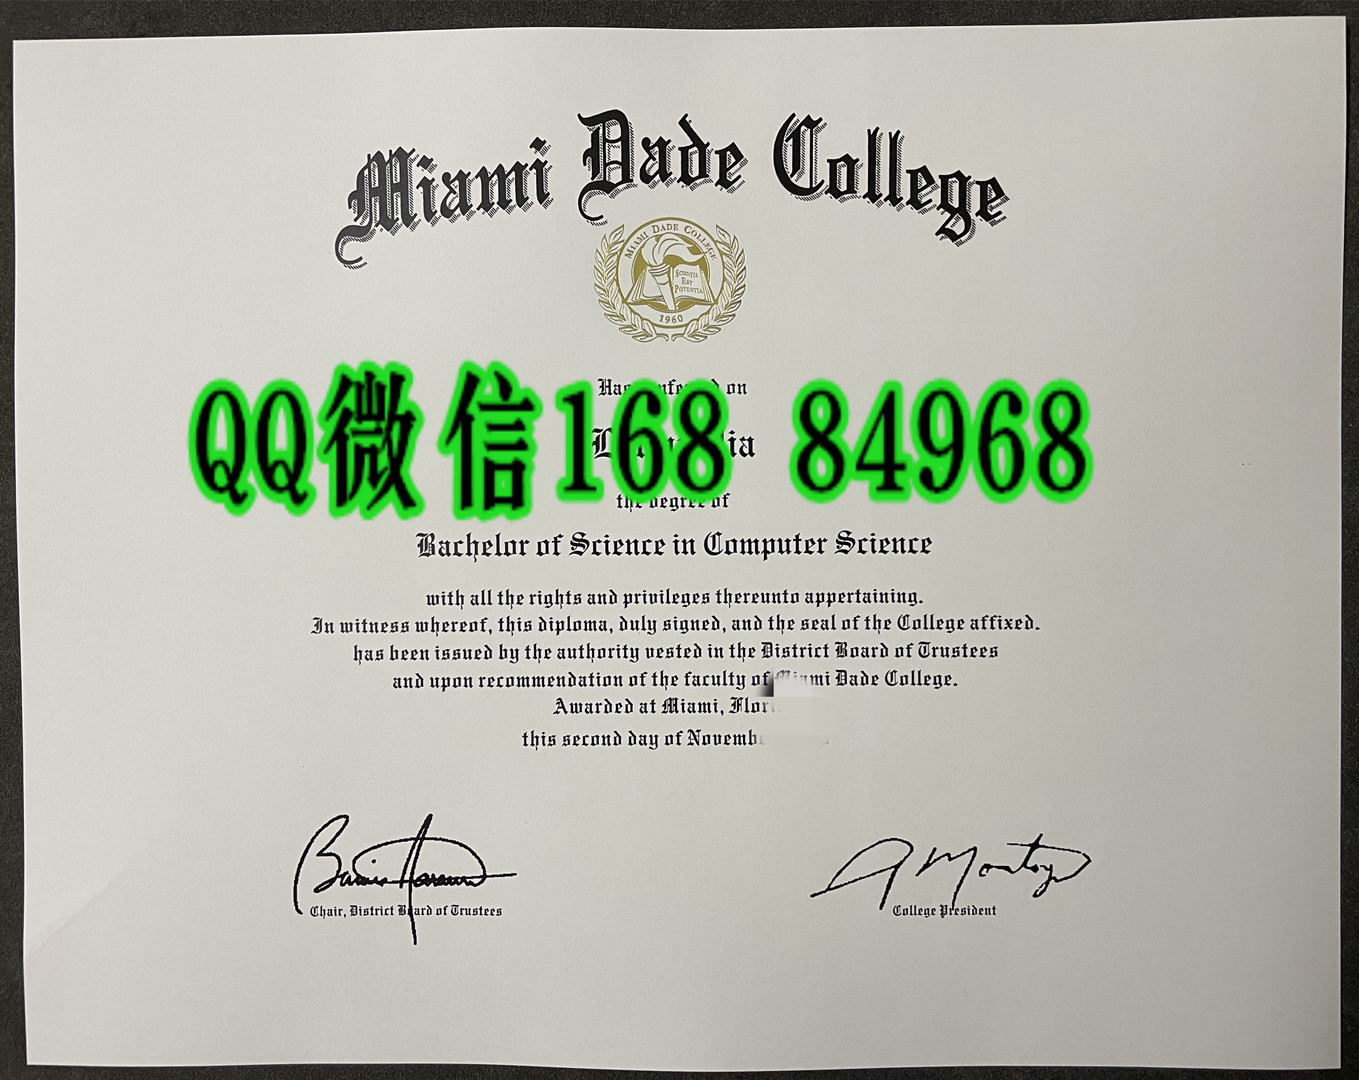 Miami Dade College
MIAMI DADE COLLEGE
SCIENTIA
EST
POTENTIA
1960
on
QQ微信168 84968
the degree of
Bachelor of Science in Computer Science
with all the rights and privileges thereunto appertaining.
In witness whereof, this diploma, duly signed, and the seal of the College affixed.
has been issued by the authority vested in the District Board of Trustees
and upon recommendation of the faculty of Miami Dade College.
Awarded at Miami,
this second day of
Chair, District Board of Trustees
College President